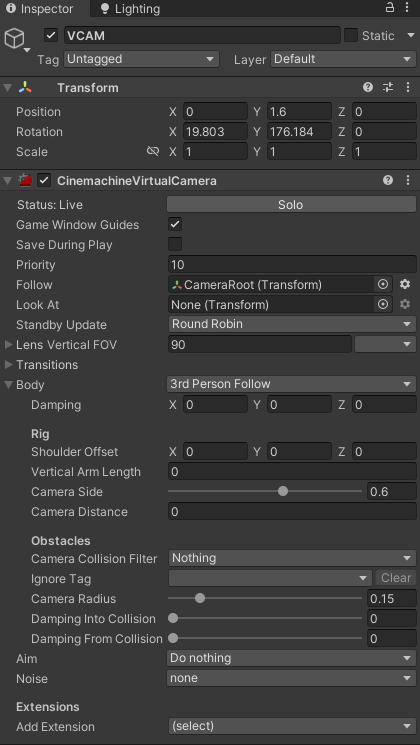 Inspector Lighting
VCAM Static
Tag Untagged Layer Default
Transform
Position X 0 Y 1.6 Z 0
Rotation X 19.803 Y 176.184 Z 0
Scale X 1 Y 1 Z 1
CinemachineVirtualCamera
Status: Live Solo
Game Window Guides
Save During Play
Priority 10
Follow CameraRoot (Transform)
Look At None (Transform)
Standby Update Round Robin
Lens Vertical FOV 90
Transitions
Body 3rd Person Follow
Damping X 0 Y 0 Z 0
Rig
Shoulder Offset X 0 Y 0 Z 0
Vertical Arm Length 0
Camera Side 0.6
Camera Distance 0
Obstacles
Camera Collision Filter Nothing
Ignore Tag Clear
Camera Radius 0.15
Damping Into Collision 0
Damping From Collision 0
Aim Do nothing
Noise none
Extensions
Add Extension (select)